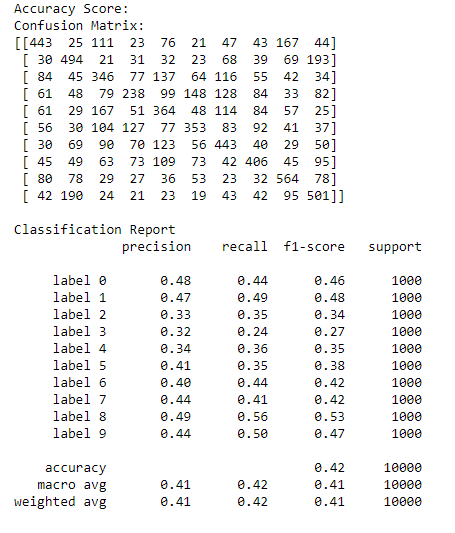 Accuracy Score:
Confusion Matrix:
[[443  25 111  23  76  21  47  43 167  44]
 [ 30 494  21  31  32  23  68  39  69 193]
 [ 84  45 346  77 137  64 116  55  42  34]
 [ 61  48  79 238  99 148 128  84  33  82]
 [ 61  29 167  51 364  48 114  84  57  25]
 [ 56  30 104 127  77 353  83  92  41  37]
 [ 30  69  90  70 123  56 443  40  29  50]
 [ 45  49  63  73 109  73  42 406  45  95]
 [ 80  78  29  27  36  53  23  32 564  78]
 [ 42 190  24  21  23  19  43  42  95 501]]
Classification Report
              precision    recall  f1-score   support
     label 0       0.48      0.44      0.46      1000
     label 1       0.47      0.49      0.48      1000
     label 2       0.33      0.35      0.34      1000
     label 3       0.32      0.24      0.27      1000
     label 4       0.34      0.36      0.35      1000
     label 5       0.41      0.35      0.38      1000
     label 6       0.40      0.44      0.42      1000
     label 7       0.44      0.41      0.42      1000
     label 8       0.49      0.56      0.53      1000
     label 9       0.44      0.50      0.47      1000
    accuracy                           0.42     10000
   macro avg       0.41      0.42      0.41     10000
weighted avg       0.41      0.42      0.41     10000